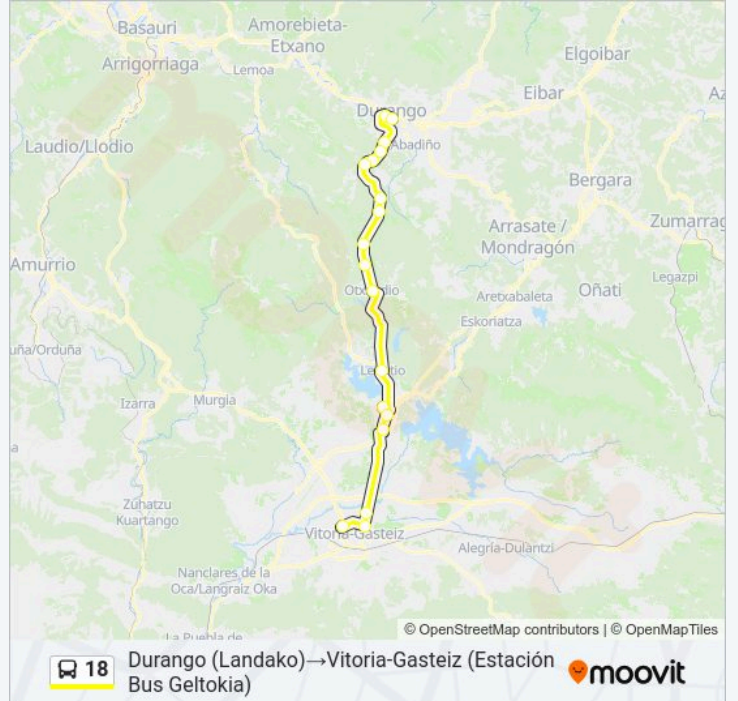 Basauri
Amorebieta-
Etxano
Arrigorriaga
Lemoa
Elgoibar
Eibar
Az
Durango
Abadiño
Laudio/Llodio
Bergara
Arrasate /
Mondragón
Zumarrag
Amurrio
Legazpi
Oñati
Aretxabaleta
Eskoriatza
uña/Orduña
Izarra
Murgia
a
Zuhatzu
Kuartango
Vitoria-Gasteiz
Alegría-Dulantzi
Nanclares de la
Oca/Langraiz Oka
La Puebla de
© OpenStreetMap contributors | © OpenMapTiles
18
Durango (Landako)→Vitoria-Gasteiz (Estación
Bus Geltokia)
moovit